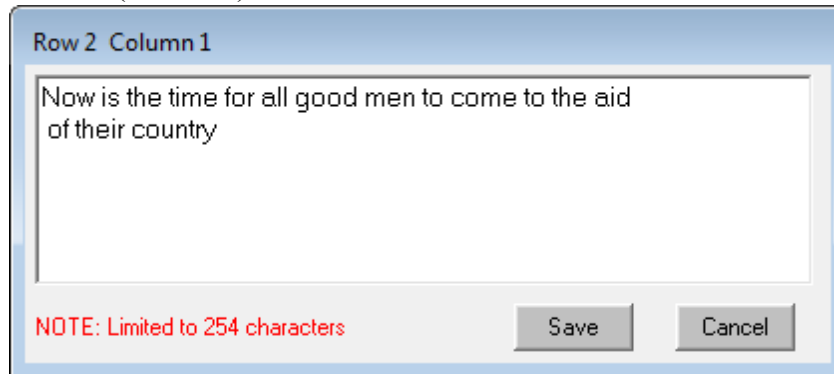 Row 2 Column 1
Now is the time for all good men to come to the aid
of their country
NOTE: Limited to 254 characters
Save
Cancel